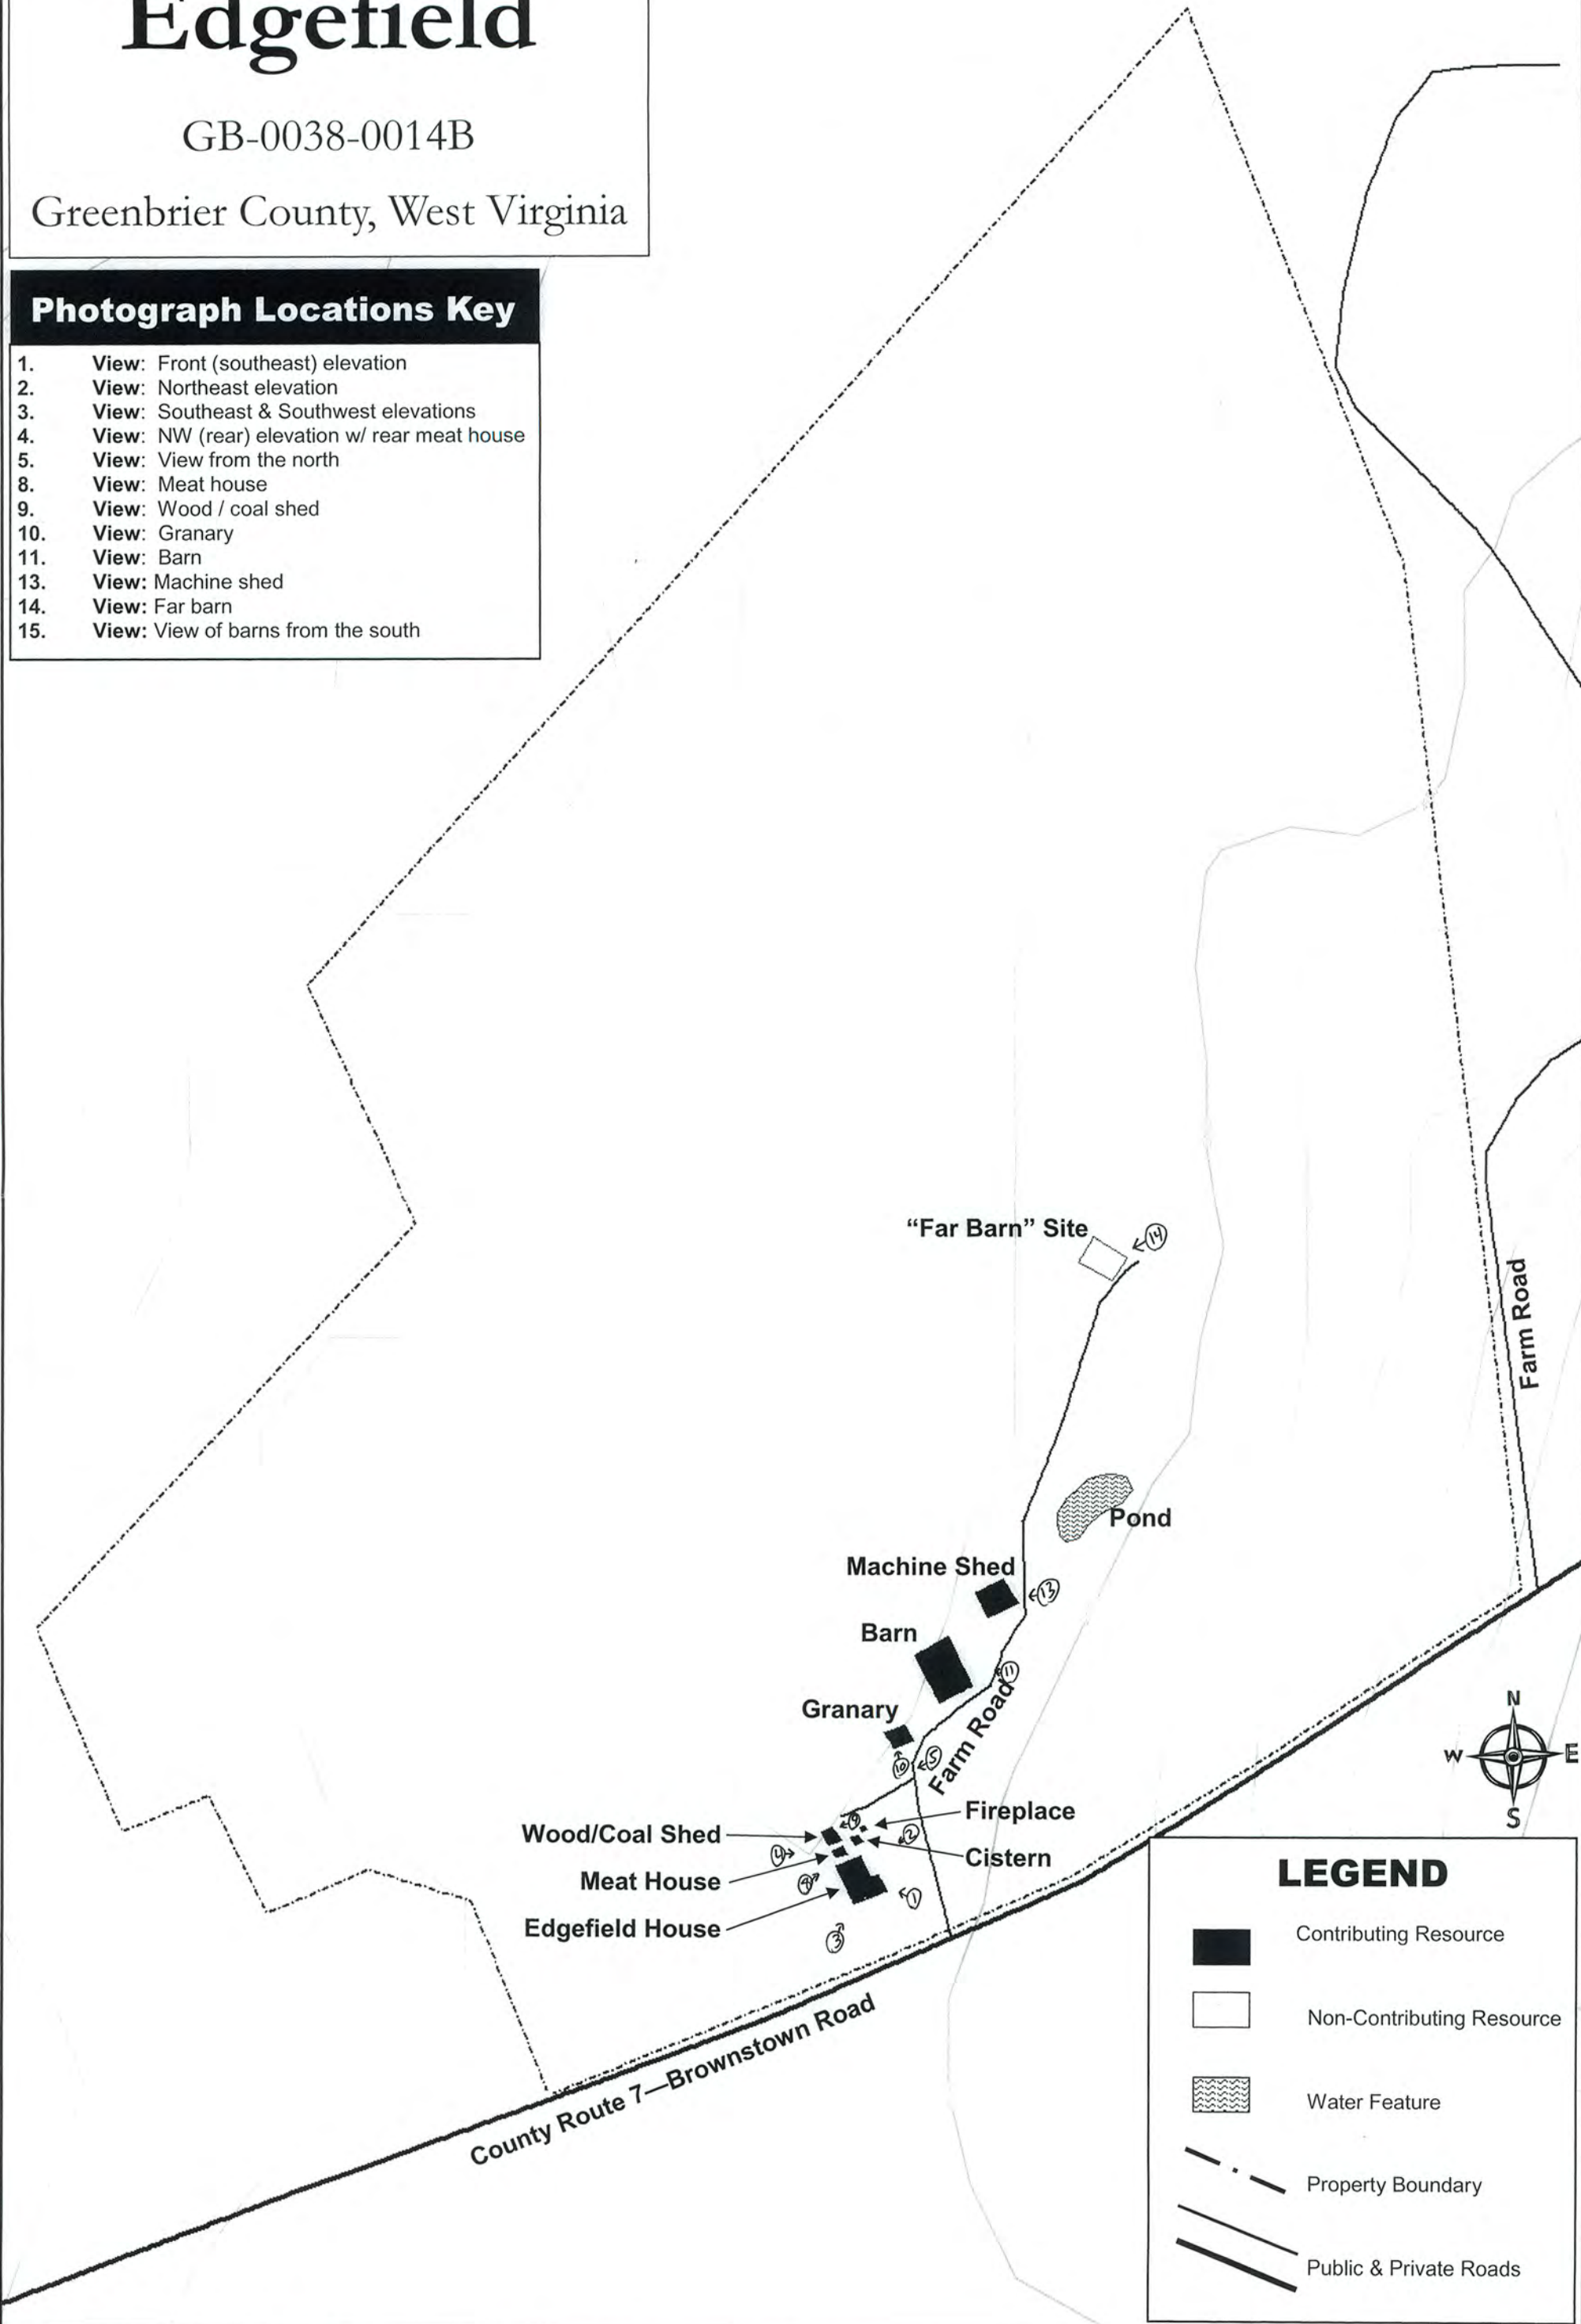 Edgefield
GB-0038-0014B
Greenbrier County, West Virginia
Photograph Locations Key
1. View: Front (southeast) elevation
2. View: Northeast elevation
3. View: Southeast & Southwest elevations
4. View: NW (rear) elevation w/ rear meat house
5. View: View from the north
8. View: Meat house
9. View: Wood / coal shed
10. View: Granary
11. View: Barn
13. View: Machine shed
14. View: Far barn
15. View: View of barns from the south
“Far Barn” Site
14
Farm Road
Pond
Machine Shed
13
Barn
11
Granary
Farm Road
10
5
N
W
E
S
Fireplace
9
Wood/Coal Shed
2
4
Cistern
Meat House
1
Edgefield House
3
County Route 7—Brownstown Road
LEGEND
Contributing Resource
Non-Contributing Resource
Water Feature
Property Boundary
Public & Private Roads